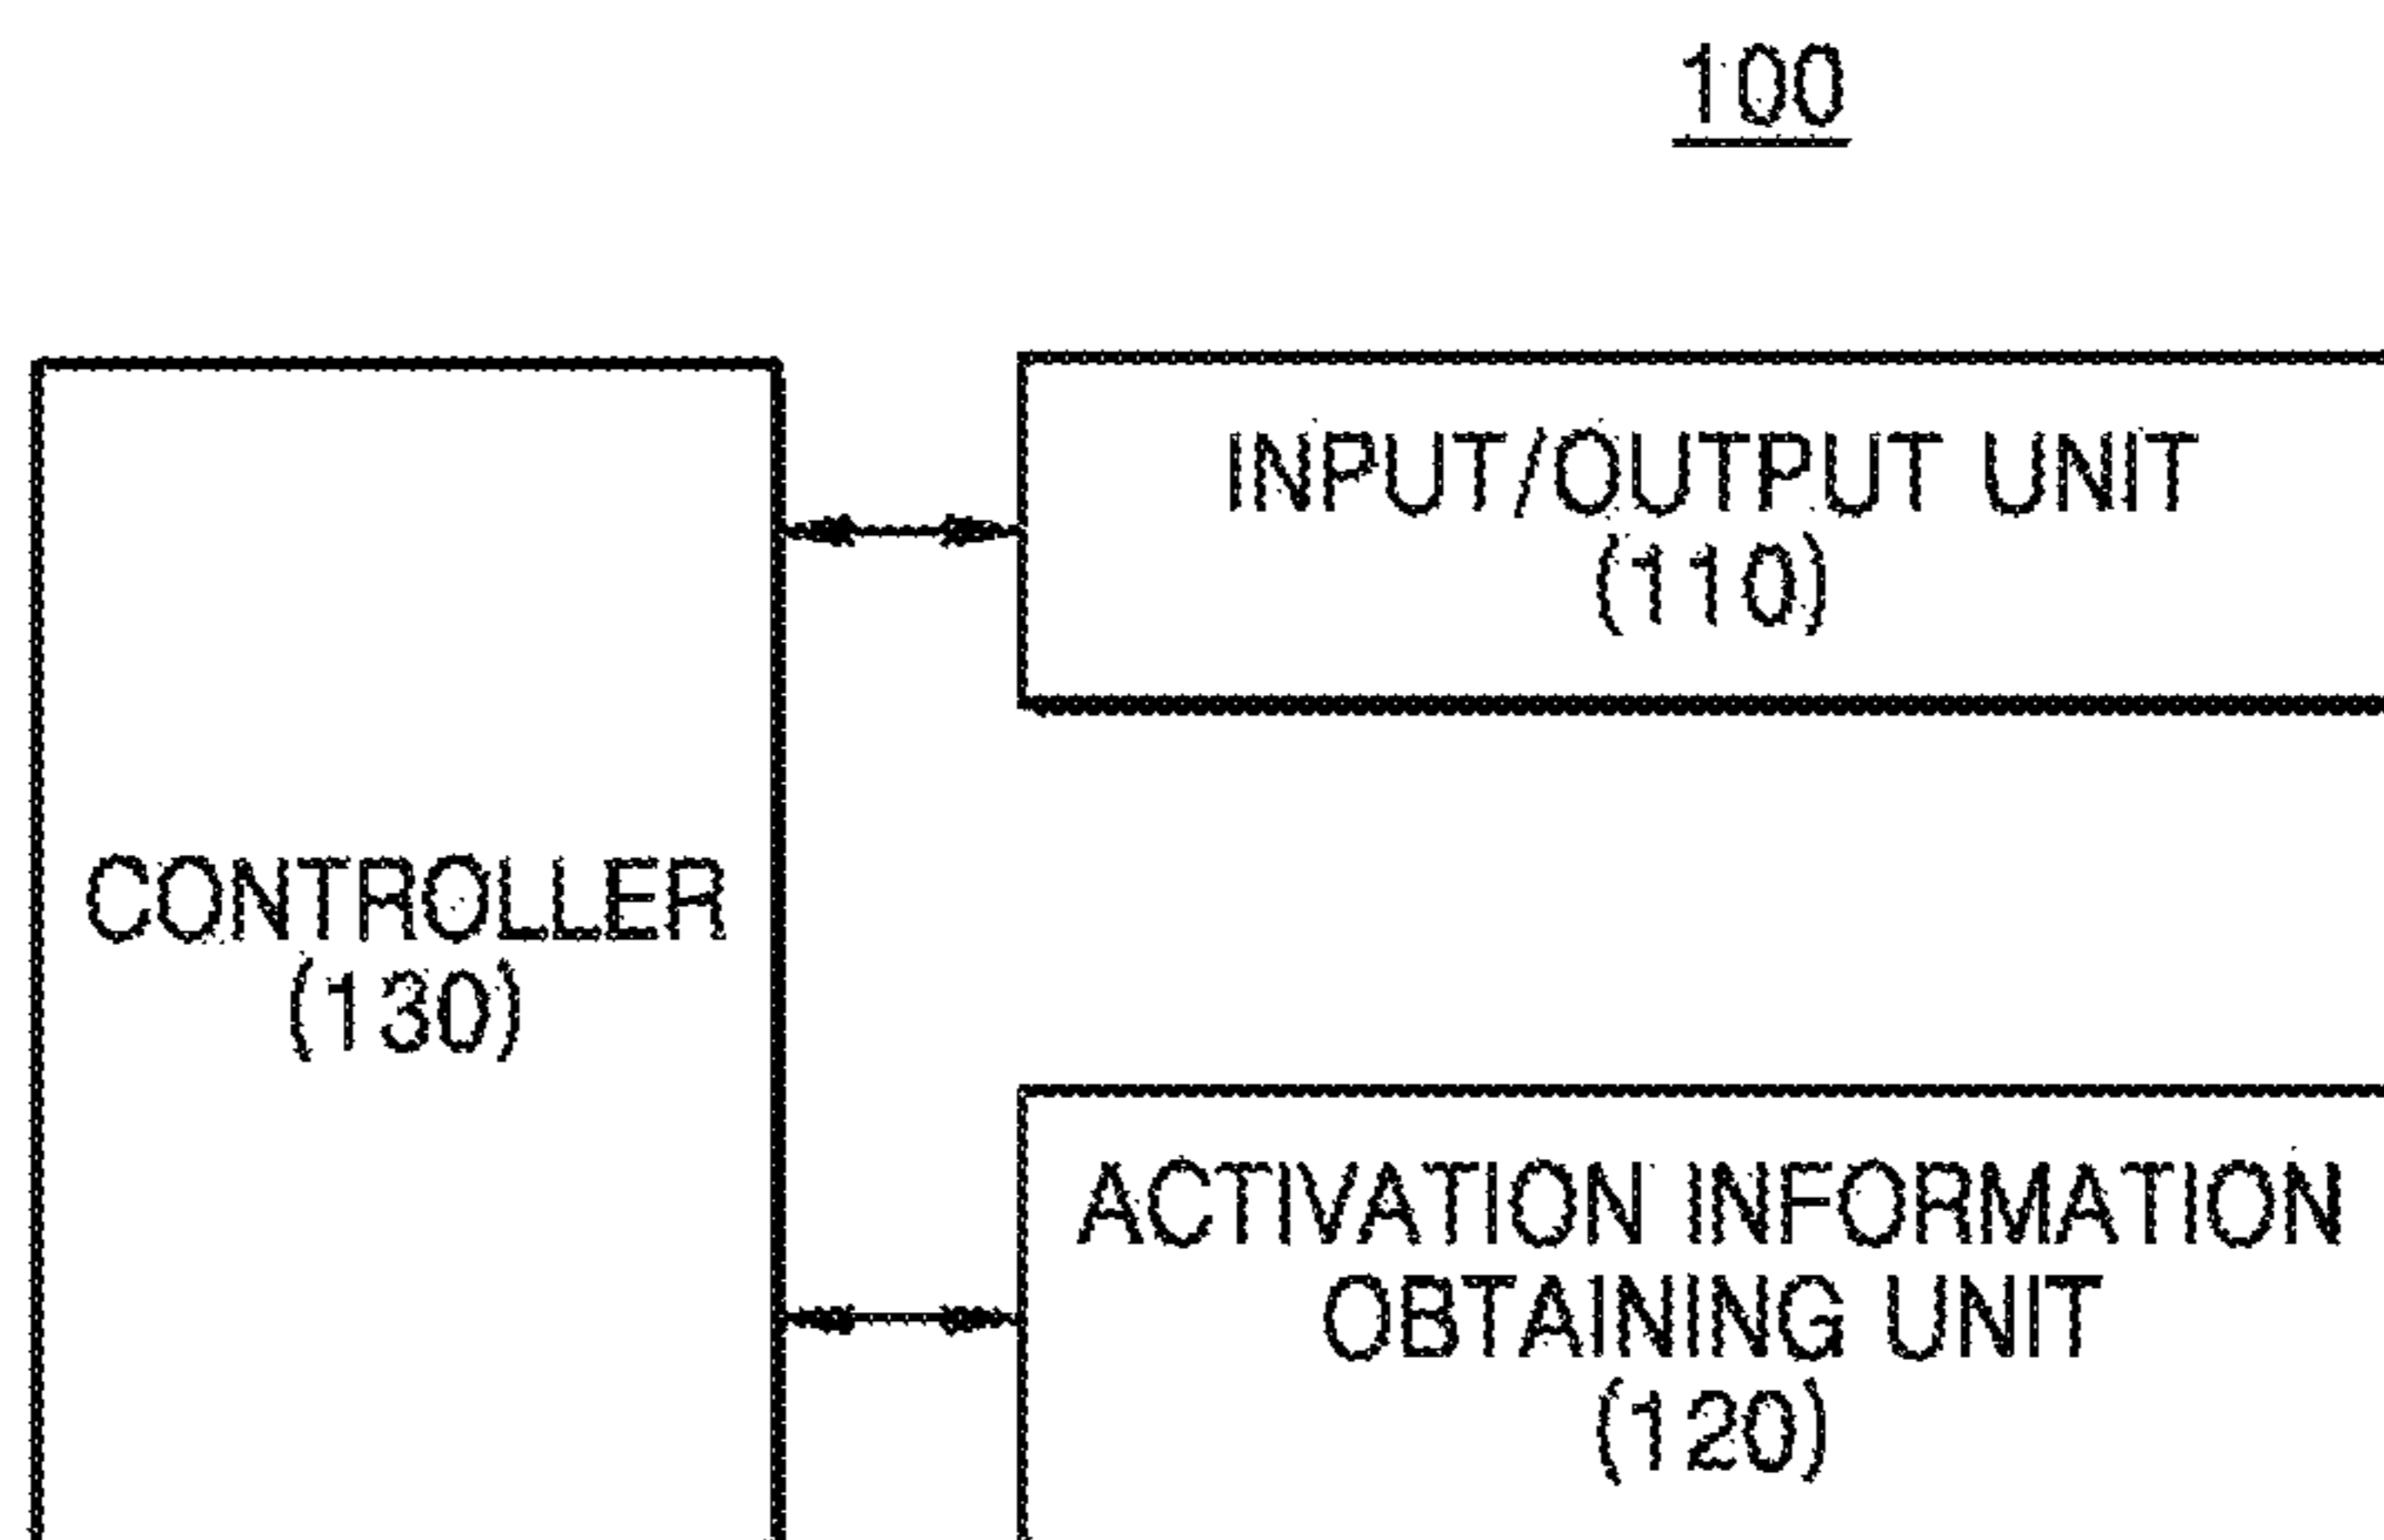 100
INPUT/OUTPUT UNIT
(110)
CONTROLLER
(130)
ACTIVATION INFORMATION
OBTAINING UNIT
(120)